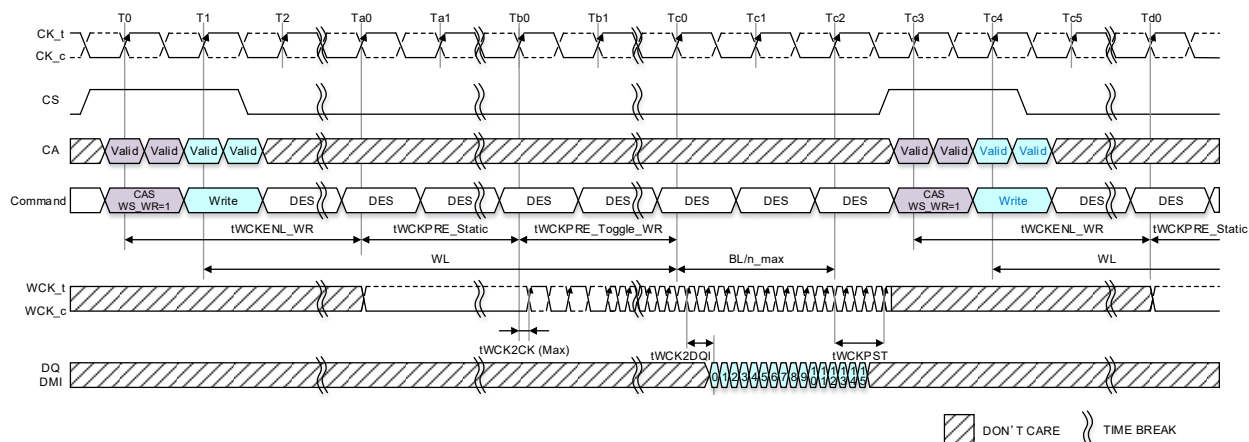 T0 T1 T2 Ta0 Ta1 Tb0 Tb1 Tc0 Tc1 Tc2 Tc3 Tc4 Tc5 Td0
CK_t
CK_c
CS
CA Valid Valid Valid Valid Valid Valid Valid Valid
Command CAS WS_WR=1 Write DES DES DES DES DES DES DES DES CAS WS_WR=1 Write DES DES
tWCKENL_WR tWCKPRE_Static tWCKPRE_Toggle_WR tWCKENL_WR tWCKPRE_Static
WL BL/n_max WL
WCK_t
WCK_c
tWCK2CK (Max) tWCK2DQI tWCKPST
DQ
DMI
0 1 2 3 4 5 6 7 8 9 10 11 12 13 14 15
DON'T CARE TIME BREAK